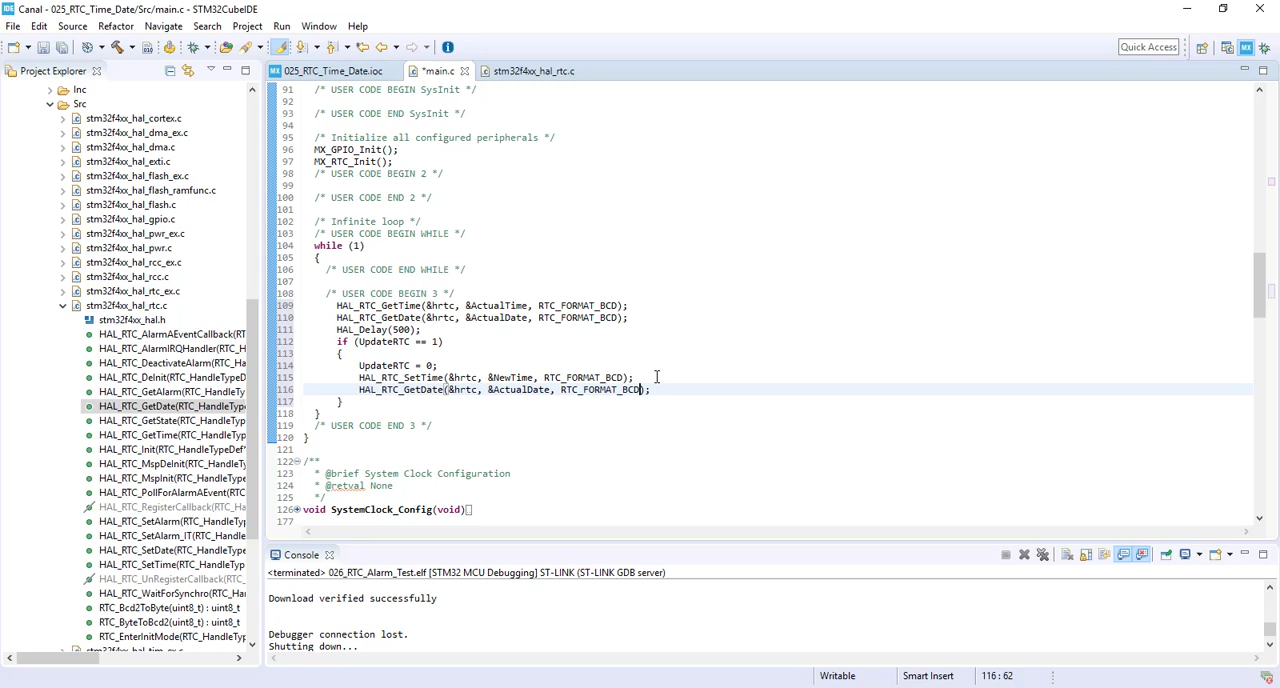 Canal - 025_RTC_Time_Date/Src/main.c - STM32CubeIDE
File Edit Source Refactor Navigate Search Project Run Window Help
Quick Access
Project Explorer
Inc
Src
stm32f4xx_hal_cortex.c
stm32f4xx_hal_dma_ex.c
stm32f4xx_hal_dma.c
stm32f4xx_hal_exti.c
stm32f4xx_hal_flash_ex.c
stm32f4xx_hal_flash_ramfunc.c
stm32f4xx_hal_flash.c
stm32f4xx_hal_gpio.c
stm32f4xx_hal_pwr_ex.c
stm32f4xx_hal_pwr.c
stm32f4xx_hal_rcc_ex.c
stm32f4xx_hal_rcc.c
stm32f4xx_hal_rtc_ex.c
stm32f4xx_hal_rtc.c
stm32f4xx_hal.h
HAL_RTC_AlarmAEventCallback(RT
HAL_RTC_AlarmIRQHandler(RTC_H
HAL_RTC_DeactivateAlarm(RTC_Ha
HAL_RTC_DeInit(RTC_HandleTypeD
HAL_RTC_GetAlarm(RTC_HandleTy
HAL_RTC_GetDate(RTC_HandleType
HAL_RTC_GetState(RTC_HandleTyp
HAL_RTC_GetTime(RTC_HandleTyp
HAL_RTC_Init(RTC_HandleTypeDef*
HAL_RTC_MspDeInit(RTC_HandleTy
HAL_RTC_MspInit(RTC_HandleType
HAL_RTC_PollForAlarmAEvent(RTC
HAL_RTC_RegisterCallback(RTC_Ha
HAL_RTC_SetAlarm(RTC_HandleTyp
HAL_RTC_SetAlarm_IT(RTC_Handle
HAL_RTC_SetDate(RTC_HandleType
HAL_RTC_SetTime(RTC_HandleType
HAL_RTC_UnRegisterCallback(RTC_
HAL_RTC_WaitForSynchro(RTC_Han
RTC_Bcd2ToByte(uint8_t) : uint8_t
RTC_ByteToBcd2(uint8_t) : uint8_t
RTC_EnterInitMode(RTC_HandleTy
stm32f4xx_hal_tim_ex.c
025_RTC_Time_Date.ioc *main.c stm32f4xx_hal_rtc.c
91 /* USER CODE BEGIN SysInit */
92
93 /* USER CODE END SysInit */
94
95 /* Initialize all configured peripherals */
96 MX_GPIO_Init();
97 MX_RTC_Init();
98 /* USER CODE BEGIN 2 */
99
100 /* USER CODE END 2 */
101
102 /* Infinite loop */
103 /* USER CODE BEGIN WHILE */
104 while (1)
105 {
106 /* USER CODE END WHILE */
107
108 /* USER CODE BEGIN 3 */
109 HAL_RTC_GetTime(&hrtc, &ActualTime, RTC_FORMAT_BCD);
110 HAL_RTC_GetDate(&hrtc, &ActualDate, RTC_FORMAT_BCD);
111 HAL_Delay(500);
112 if (UpdateRTC == 1)
113 {
114 UpdateRTC = 0;
115 HAL_RTC_SetTime(&hrtc, &NewTime, RTC_FORMAT_BCD);
116 HAL_RTC_GetDate(&hrtc, &ActualDate, RTC_FORMAT_BCD);
117 }
118 }
119 /* USER CODE END 3 */
120 }
121
122 /**
123 * @brief System Clock Configuration
124 * @retval None
125 */
126 void SystemClock_Config(void)
177
Console
<terminated> 026_RTC_Alarm_Test.elf [STM32 MCU Debugging] ST-LINK (ST-LINK GDB server)
Download verified successfully
Debugger connection lost.
Shutting down...
Writable Smart Insert 116 : 62